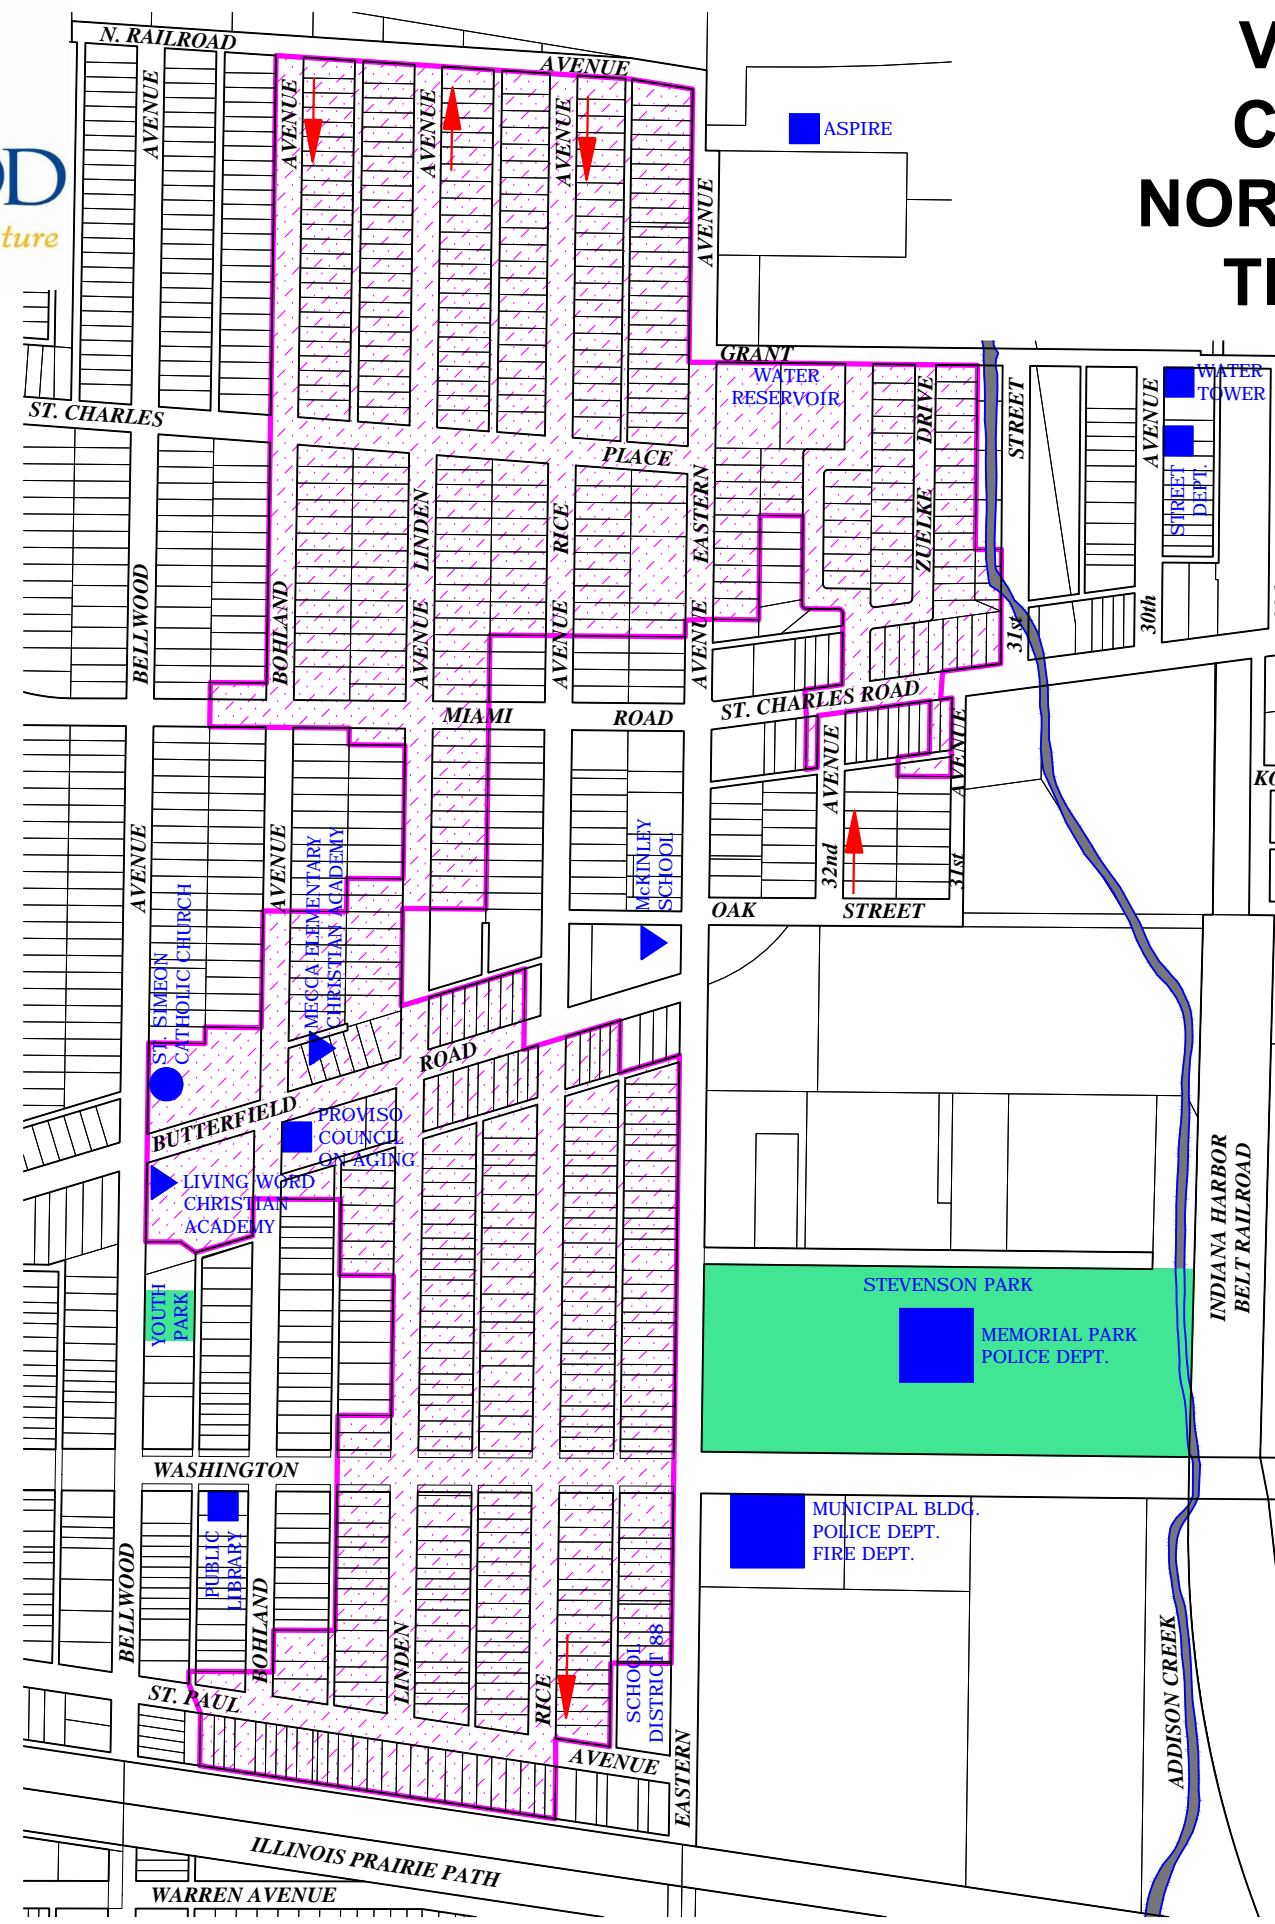 V
C
NOR
TI
OD
ture
N. RAILROAD
AVENUE
AVENUE
AVENUE
AVENUE
AVENUE
AVENUE
ASPIRE
GRANT
WATER
RESERVOIR
DRIVE
ZUELKE
STREET
31st
AVENUE
30th
WATER
TOWER
STREET
DEPT.
ST. CHARLES
PLACE
BELLWOOD
BOHLAND
LINDEN
AVENUE
RICE
AVENUE
EASTERN
AVENUE
MIAMI
ROAD
ST. CHARLES ROAD
AVENUE
32nd
AVENUE
31st
KO
AVENUE
AVENUE
MECCA ELEMENTARY
CHRISTIAN ACADEMY
McKINLEY
SCHOOL
OAK
STREET
ST. SIMEON
CATHOLIC CHURCH
ROAD
BUTTERFIELD
PROVISO
COUNCIL
ON AGING
LIVING WORD
CHRISTIAN
ACADEMY
INDIANA HARBOR
BELT RAILROAD
YOUTH
PARK
STEVENSON PARK
MEMORIAL PARK
POLICE DEPT.
WASHINGTON
PUBLIC
LIBRARY
MUNICIPAL BLDG.
POLICE DEPT.
FIRE DEPT.
BELLWOOD
BOHLAND
LINDEN
RICE
SCHOOL
DISTRICT 88
EASTERN
ADDISON CREEK
ST. PAUL
AVENUE
ILLINOIS PRAIRIE PATH
WARREN AVENUE